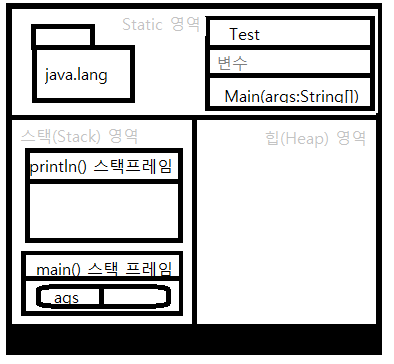 Static 영역
java.lang
Test
변수
Main(args:String[])
스택(Stack) 영역
힙(Heap) 영역
println() 스택프레임
main() 스택 프레임
ags